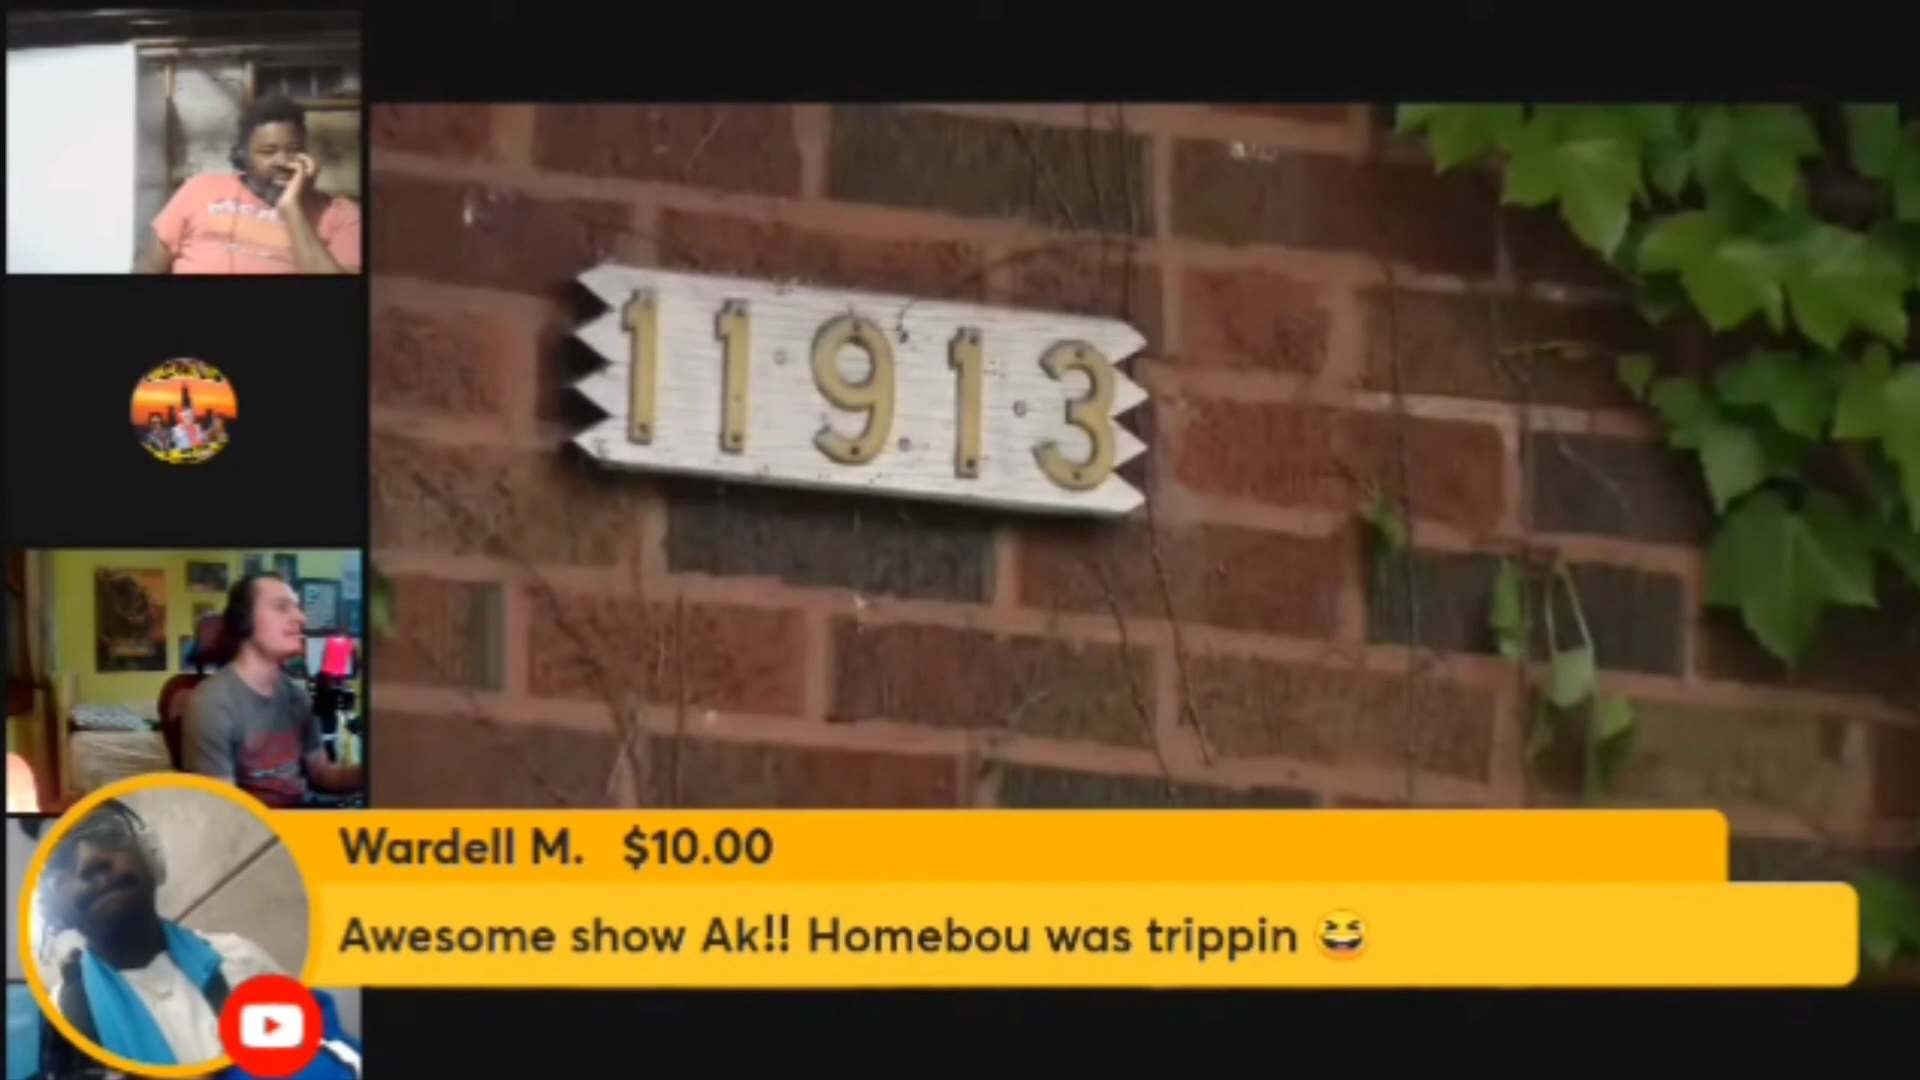 11913
Wardell M. $10.00
Awesome show Ak!! Homebou was trippin 😆